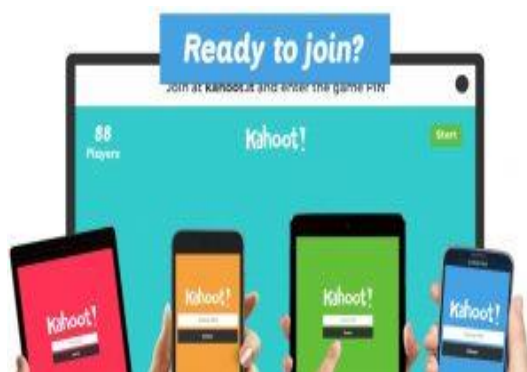 Ready to join?
Join at kahoot.it and enter the game PIN
88
Players
Kahoot!
Start
Kahoot!
Kahoot!
Kahoot!
Kahoot!
SAMSUNG